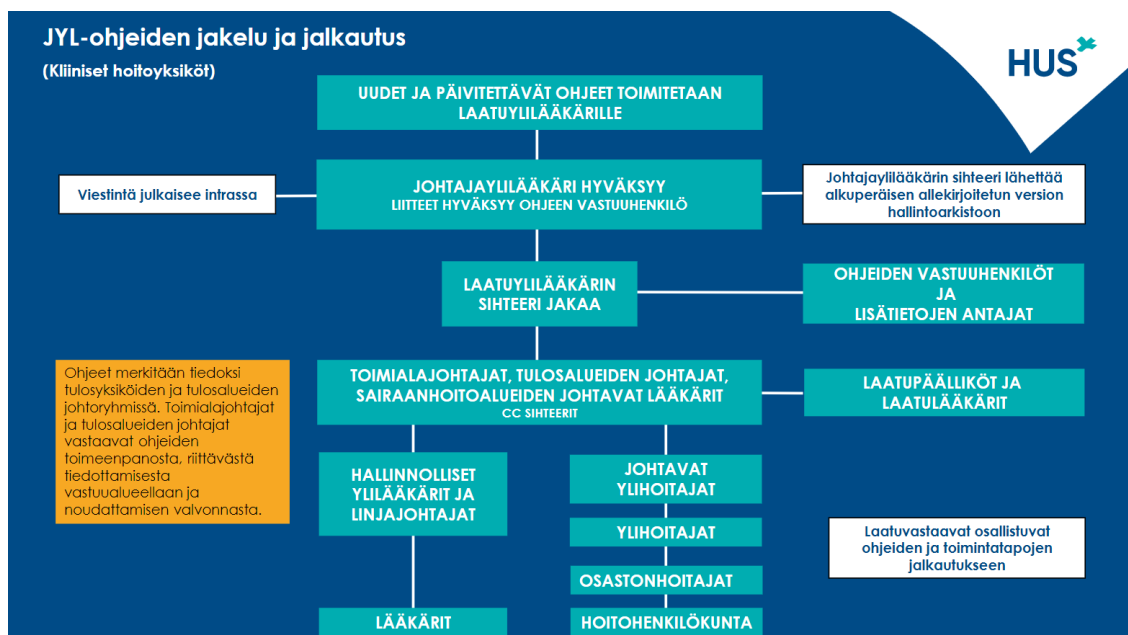 JYL-ohjeiden jakelu ja jalkautus
(Kliiniset hoitoyksiköt)
HUS
UUDET JA PÄIVITETTÄVÄT OHJEET TOIMITETAAN
LAATUYLILÄÄKÄRILLE
Viestintä julkaisee intrassa
JOHTAJAYLILÄÄKÄRI HYVÄKSYY
LIITTEET HYVÄKSYY OHJEEN VASTUUHENKILÖ
Johtajaylilääkärin sihteeri lähettää
alkuperäisen allekirjoitetun version
hallintoarkistoon
LAATUYLILÄÄKÄRIN
SIHTEERI JAKAA
OHJEIDEN VASTUUHENKILÖT
JA
LISÄTIETOJEN ANTAJAT
Ohjeet merkitään tiedoksi
tulosyksiköiden ja tulosalueiden
johtoryhmissä. Toimialajohtajat
ja tulosalueiden johtajat
vastaavat ohjeiden
toimeenpanosta, riittävästä
tiedottamisesta
vastuualueellaan ja
noudattamisen valvonnasta.
TOIMIALAJOHTAJAT, TULOSALUEIDEN JOHTAJAT,
SAIRAANHOITOALUEIDEN JOHTAVAT LÄÄKÄRIT
CC SIHTEERIT
LAATUPÄÄLLIKÖT JA
LAATULÄÄKÄRIT
HALLINNOLLISET
YLILÄÄKÄRIT JA
LINJAJOHTAJAT
JOHTAVAT
YLIHOITAJAT
YLIHOITAJAT
Laatuvastaavat osallistuvat
ohjeiden ja toimintatapojen
jalkautukseen
OSASTONHOITAJAT
LÄÄKÄRIT
HOITOHENKILÖKUNTA